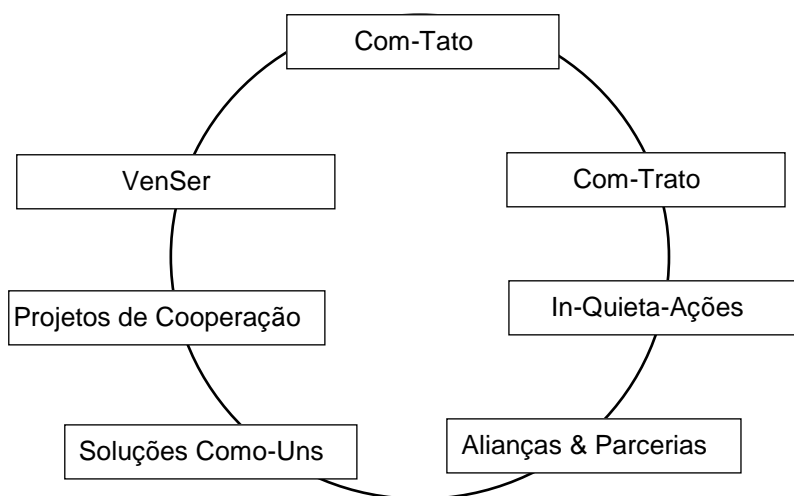 Com-Tato
VenSer
Com-Trato
Projetos de Cooperação
In-Quieta-Ações
Soluções Como-Uns
Alianças & Parcerias